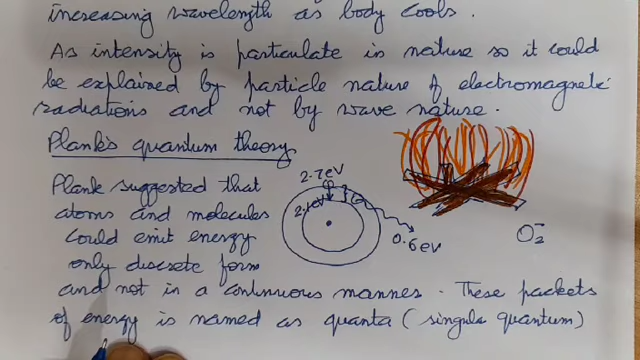 increasing wavelength as body cools.
As intensity is particulate in nature so it could
be explained by particle nature of electromagnetic
radiations and not by wave nature.
Plank's quantum theory
Plank suggested that
atoms and molecules
could emit energy
only discrete form
and not in a continuous manner. These packets
of energy is named as quanta (singular quantum)
2.7eV
2.1eV
0.6ev
O2-